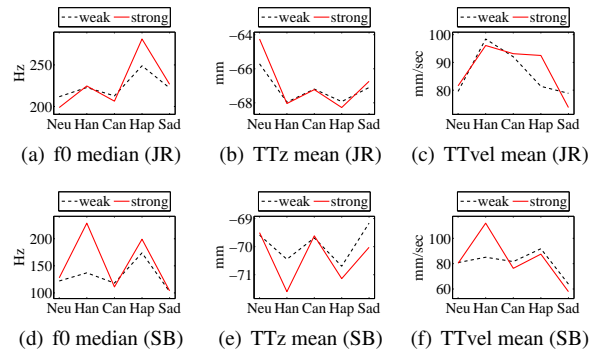 weak strong
weak strong
weak strong
Hz
250
200
Neu Han Can Hap Sad
mm
−64
−66
−68
Neu Han Can Hap Sad
mm/sec
100
90
80
Neu Han Can Hap Sad
(a) f0 median (JR)
(b) TTz mean (JR)
(c) TTvel mean (JR)
weak strong
weak strong
weak strong
Hz
200
150
100
Neu Han Can Hap Sad
mm
−69
−70
−71
Neu Han Can Hap Sad
mm/sec
100
80
60
Neu Han Can Hap Sad
(d) f0 median (SB)
(e) TTz mean (SB)
(f) TTvel mean (SB)